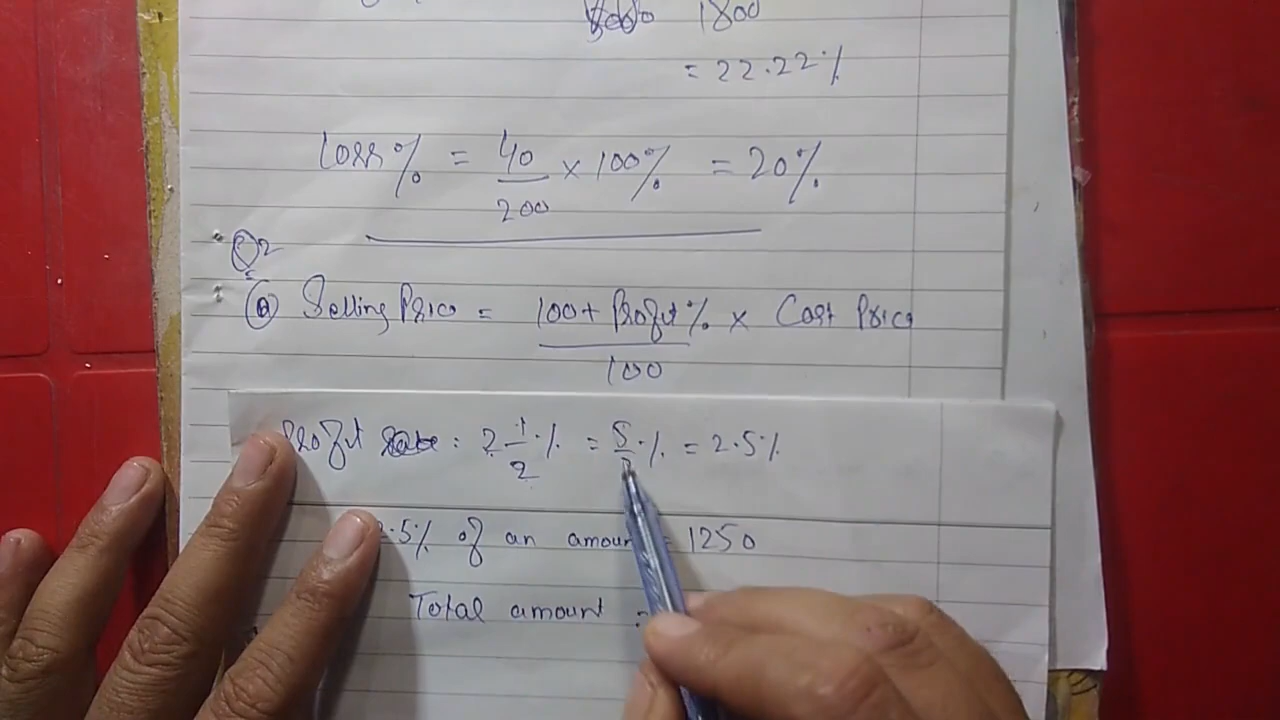 1800
= 22.22%
Loss% = 40/200 × 100% = 20%
Q2
(a) Selling Price = 100 + Profit% / 100 × Cost Price
Profit : 2 1/2 % = 5/ % = 2.5%
2.5% of an amount = 1250
Total amount =